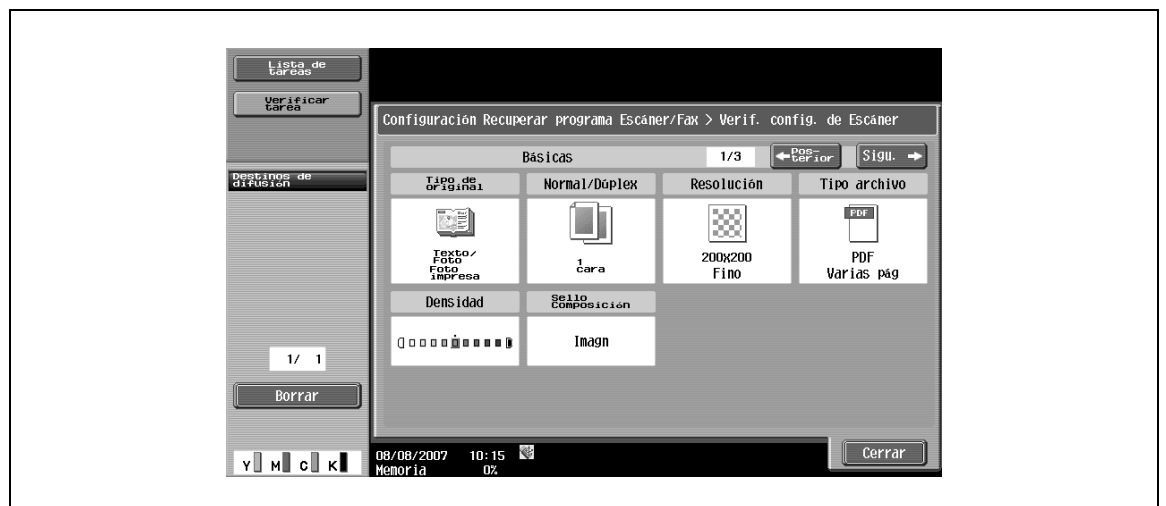 Lista de
tareas
Verificar
tarea
Destinos de
difusión
1/ 1
Borrar
Y M C K
Configuración Recuperar programa Escáner/Fax > Verif. config. de Escáner
Básicas
1/3
Pos-
terior
Sigu.
Tipo de
original
Normal/Dúplex
Resolución
Tipo archivo
Texto/
Foto
Foto
impresa
1
cara
200x200
Fino
PDF
PDF
Varias pág
Densidad
Sello
Composición
Imagn
08/08/2007 10:15
Memoria 0%
Cerrar